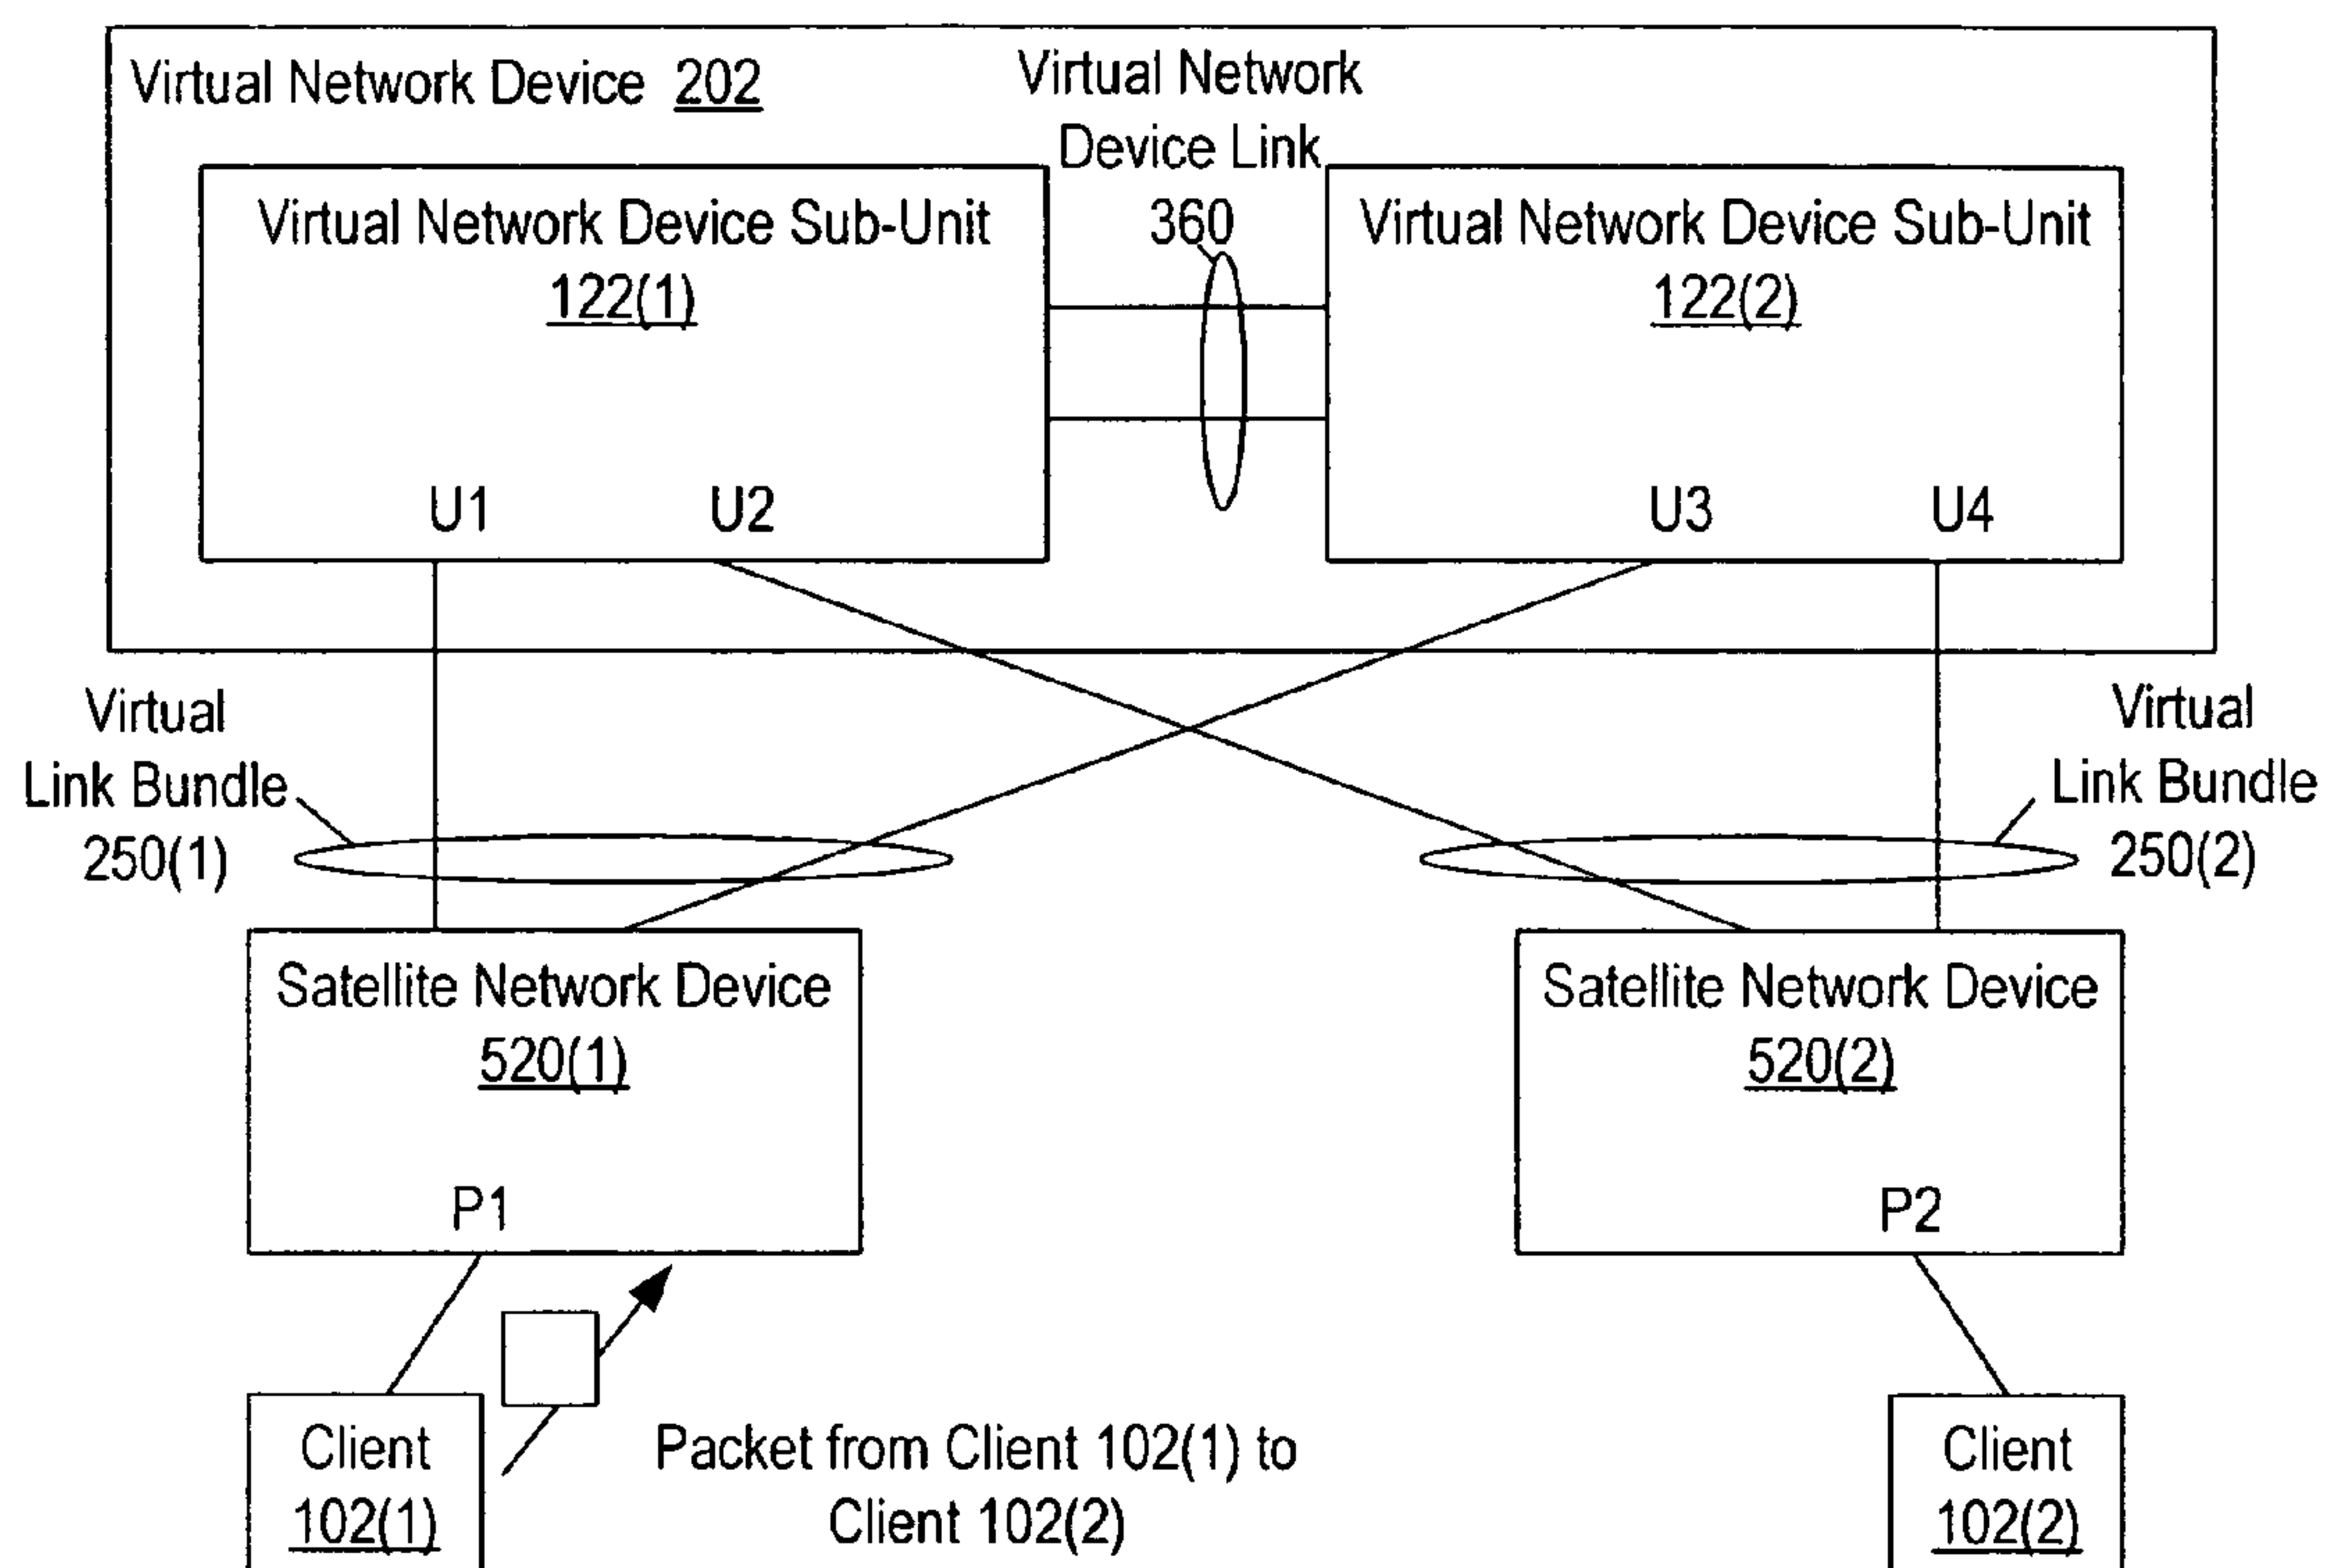 Virtual Network Device 202
Virtual Network
Device Link
360
Virtual Network Device Sub-Unit
122(1)
Virtual Network Device Sub-Unit
122(2)
U1
U2
U3
U4
Virtual
Link Bundle
250(1)
Virtual
Link Bundle
250(2)
Satellite Network Device
520(1)
P1
Satellite Network Device
520(2)
P2
Client
102(1)
Packet from Client 102(1) to
Client 102(2)
Client
102(2)